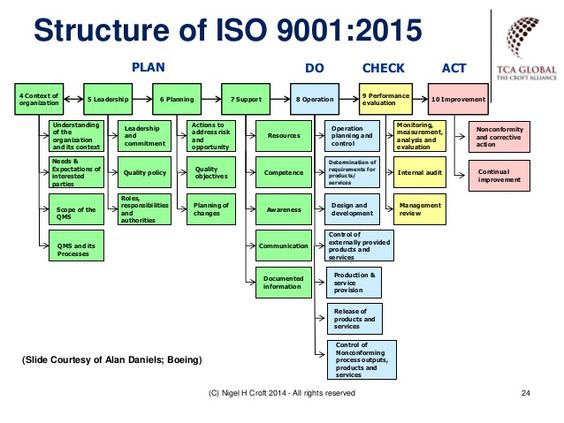 Structure of ISO 9001:2015
TCA GLOBAL
THE CROFT ALLIANCE
PLAN
DO
CHECK
ACT
4 Context of
organization
5 Leadership
6 Planning
7 Support
8 Operation
9 Performance
evaluation
10 Improvement
Understanding
of the
organization
and its context
Needs &
Expectations of
interested
parties
Scope of the
QMS
QMS and its
Processes
Leadership
and
commitment
Quality policy
Roles,
responsibilities
and
authorities
Actions to
address risk
and
opportunity
Quality
objectives
Planning of
changes
Resources
Competence
Awareness
Communication
Documented
information
Operation
planning and
control
Determination of
requirements for
products/
services
Design and
development
Control of
externally provided
products and
services
Production &
service
provision
Release of
products and
services
Control of
Nonconforming
process outputs,
products and
services
Monitoring,
measurement,
analysis and
evaluation
Internal audit
Management
review
Nonconformity
and corrective
action
Continual
improvement
(Slide Courtesy of Alan Daniels; Boeing)
(C) Nigel H Croft 2014 - All rights reserved
24